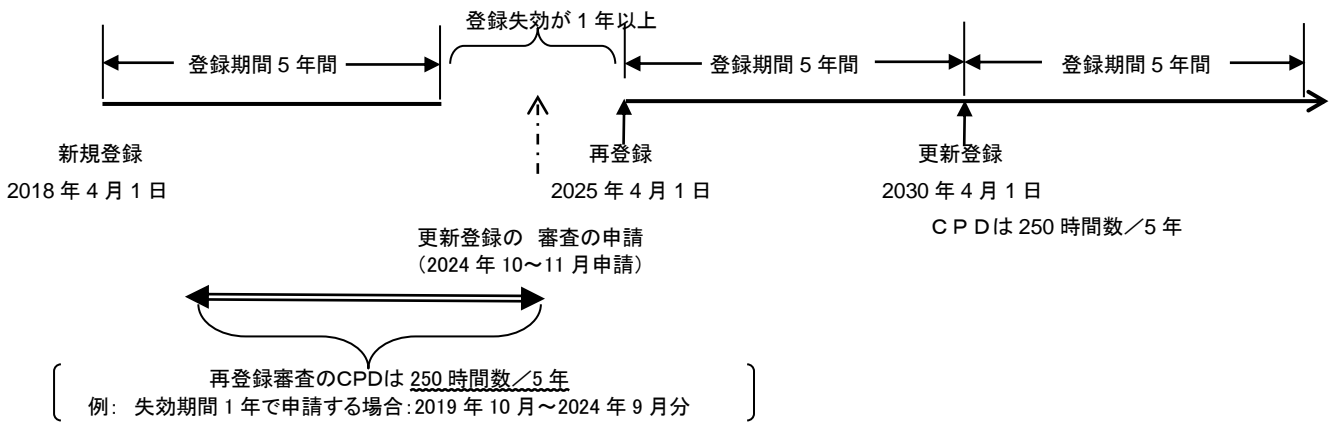 登録失効が 1 年以上
登録期間 5 年間
登録期間 5 年間
登録期間 5 年間
新規登録
2018 年 4 月 1 日
再登録
2025 年 4 月 1 日
更新登録
2030 年 4 月 1 日
CPDは 250 時間数/5 年
更新登録の 審査の申請
(2024 年 10~11 月申請)
再登録審査のCPDは 250 時間数/5 年
例: 失効期間 1 年で申請する場合:2019 年 10 月~2024 年 9 月分